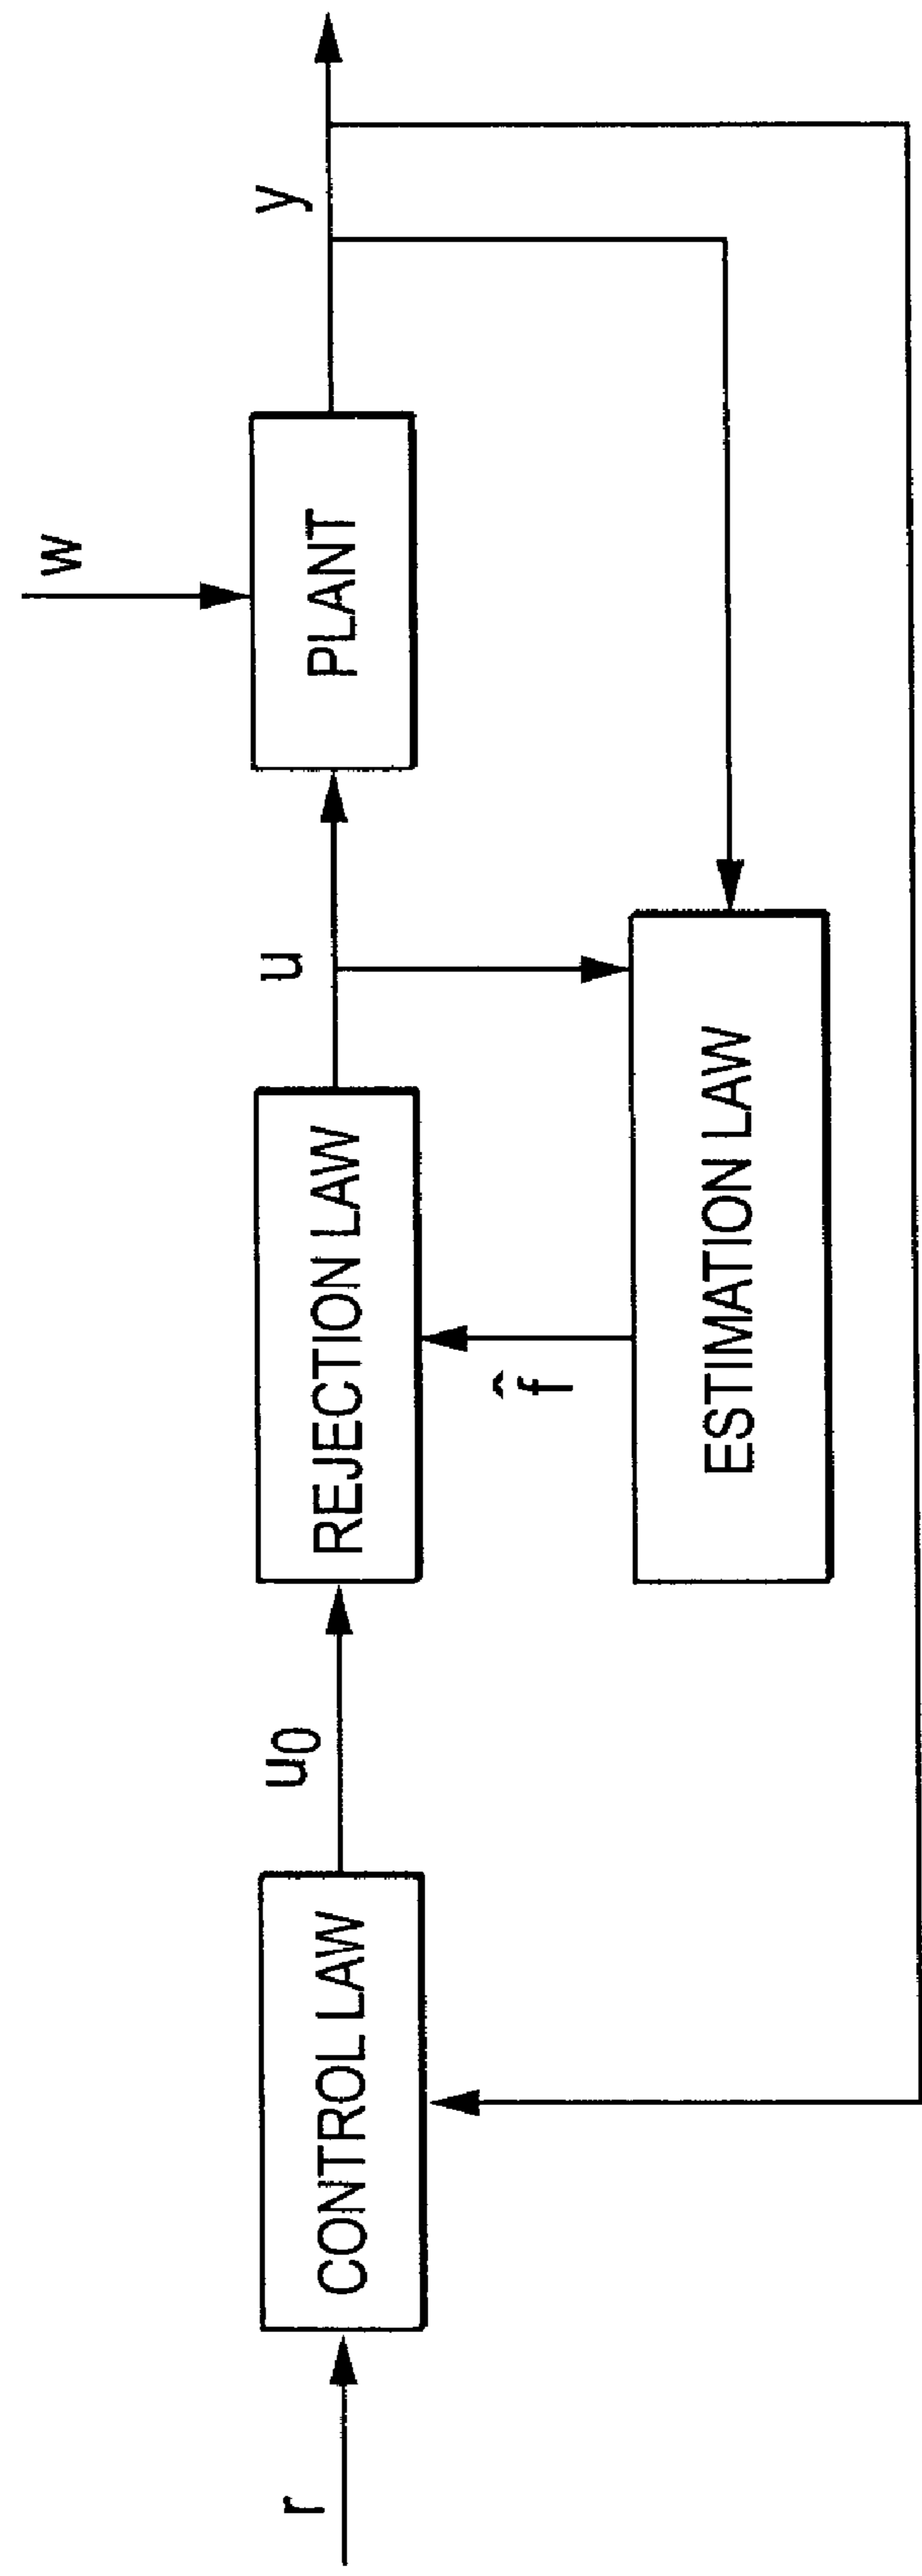 r
CONTROL LAW
u₀
REJECTION LAW
u
w
PLANT
y
f̂
ESTIMATION LAW